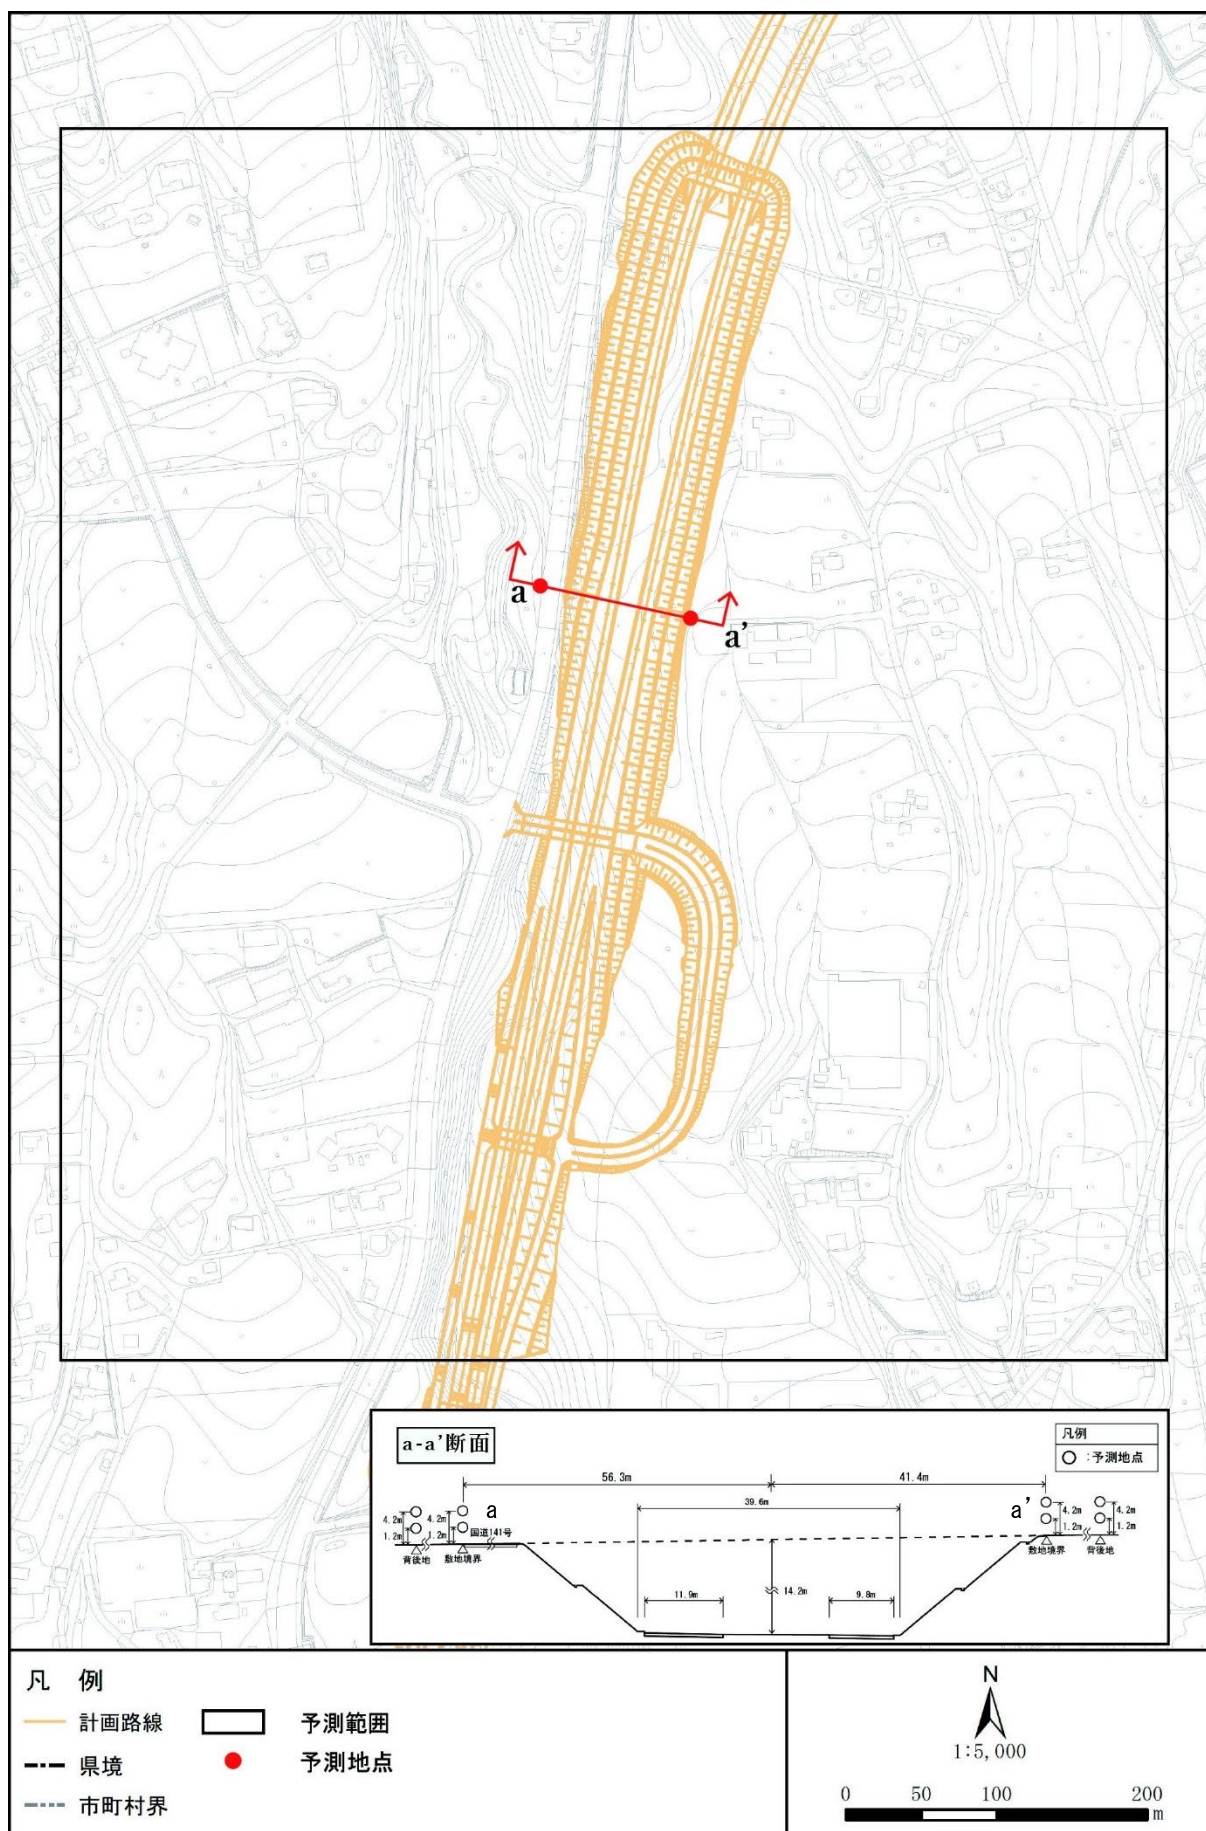 a
a’
a-a’断面
凡例
:予測地点
56.3m
41.4m
39.6m
4.2m
4.2m
a
1.2m
1.2m
国道141号
背後地
敷地境界
a’
4.2m
4.2m
1.2m
1.2m
敷地境界
背後地
14.2m
11.9m
9.8m
凡 例
計画路線
予測範囲
県境
予測地点
市町村界
N
1:5,000
0 50 100 200
m